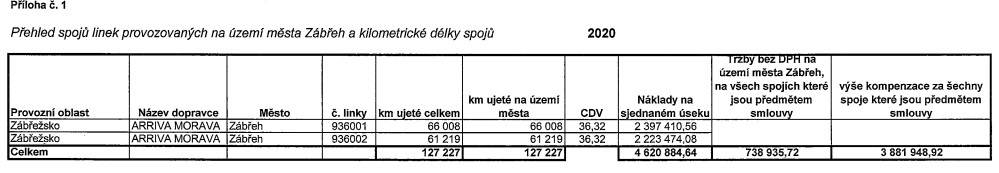 Příloha č. 1
Přehled spojů linek provozovaných na území města Zábřeh a kilometrické délky spojů 2020
Provozní oblast Název dopravce Město č. linky km ujeté celkem km ujeté na území města CDV Náklady na sjednaném úseku Tržby bez DPH na území města Zábřeh, na všech spojích které jsou předmětem smlouvy výše kompenzace za šechny spoje které jsou předmětem smlouvy
Zábřežsko ARRIVA MORAVA Zábřeh 936001 66 008 66 008 36,32 2 397 410,56
Zábřežsko ARRIVA MORAVA Zábřeh 936002 61 219 61 219 36,32 2 223 474,08
Celkem 127 227 127 227 4 620 884,64 738 935,72 3 881 948,92